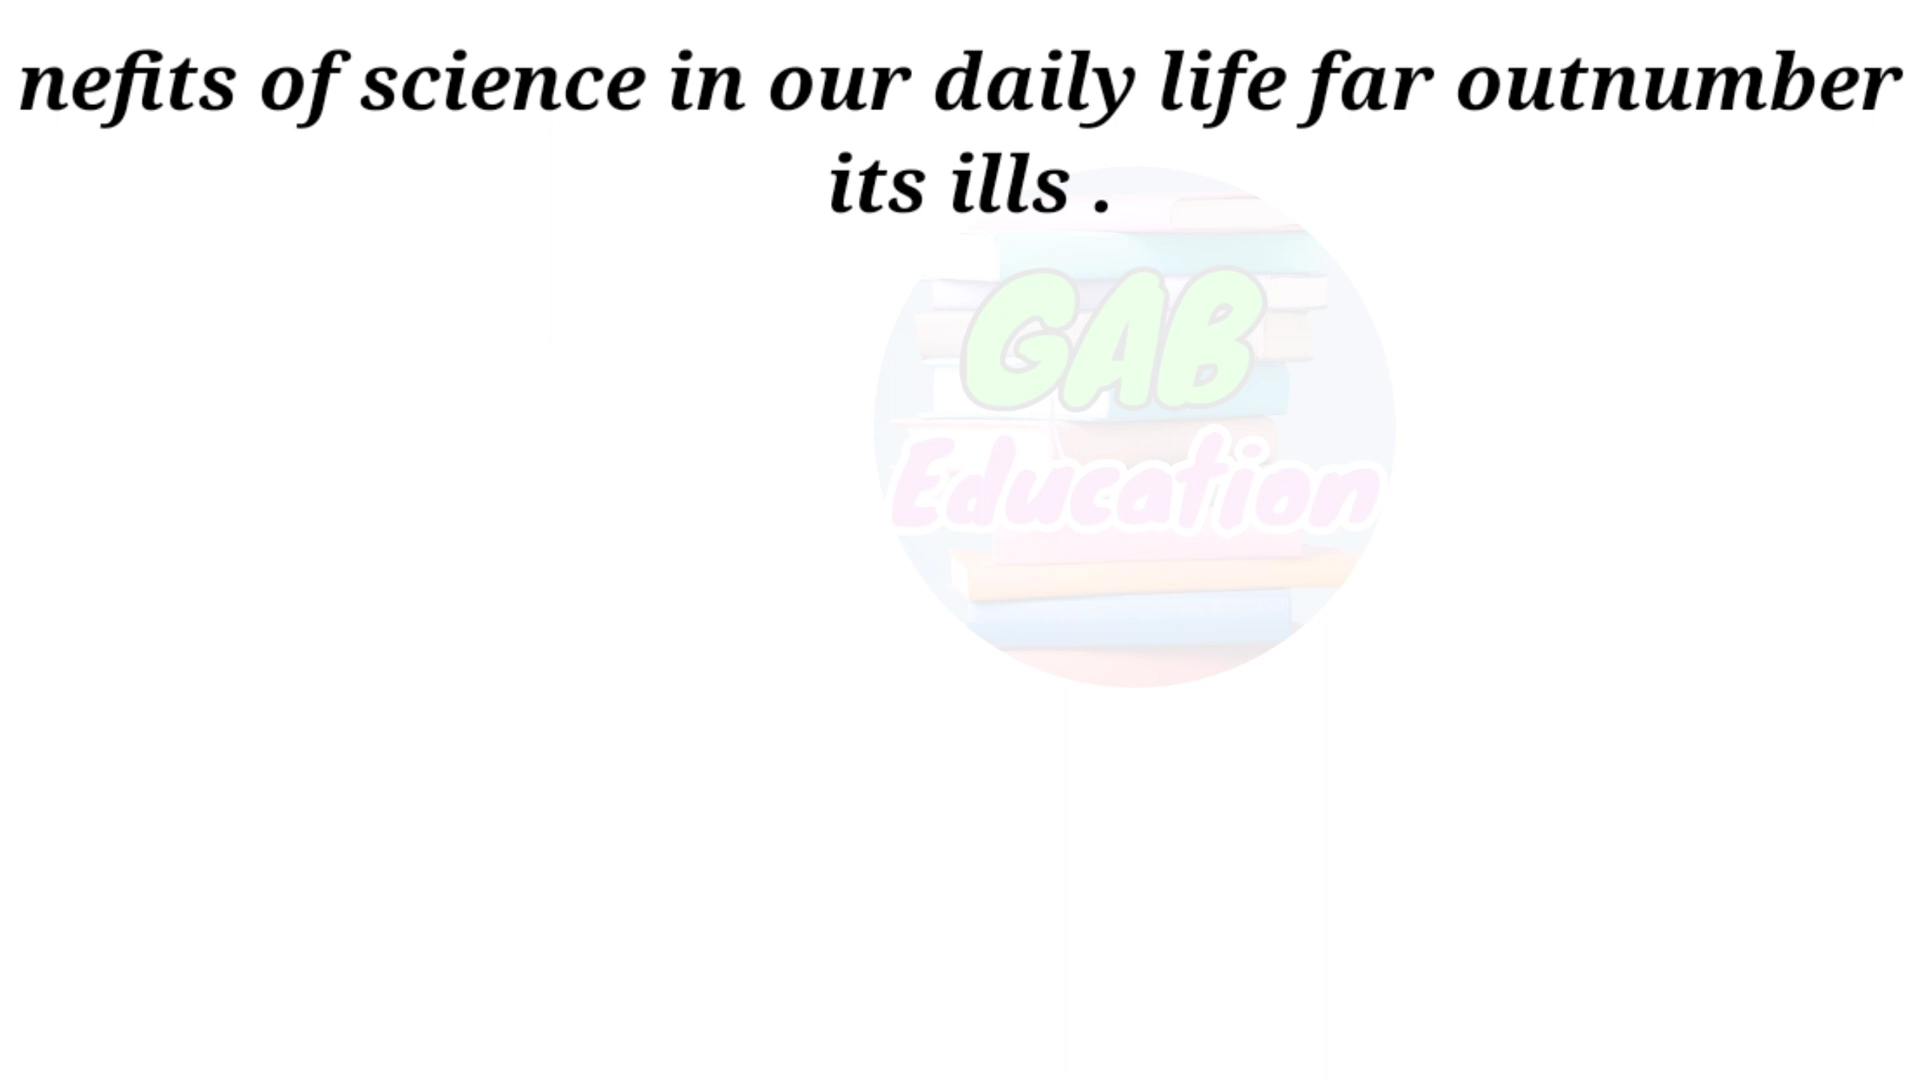 nefits of science in our daily life far outnumber
its ills .
GAB
Education